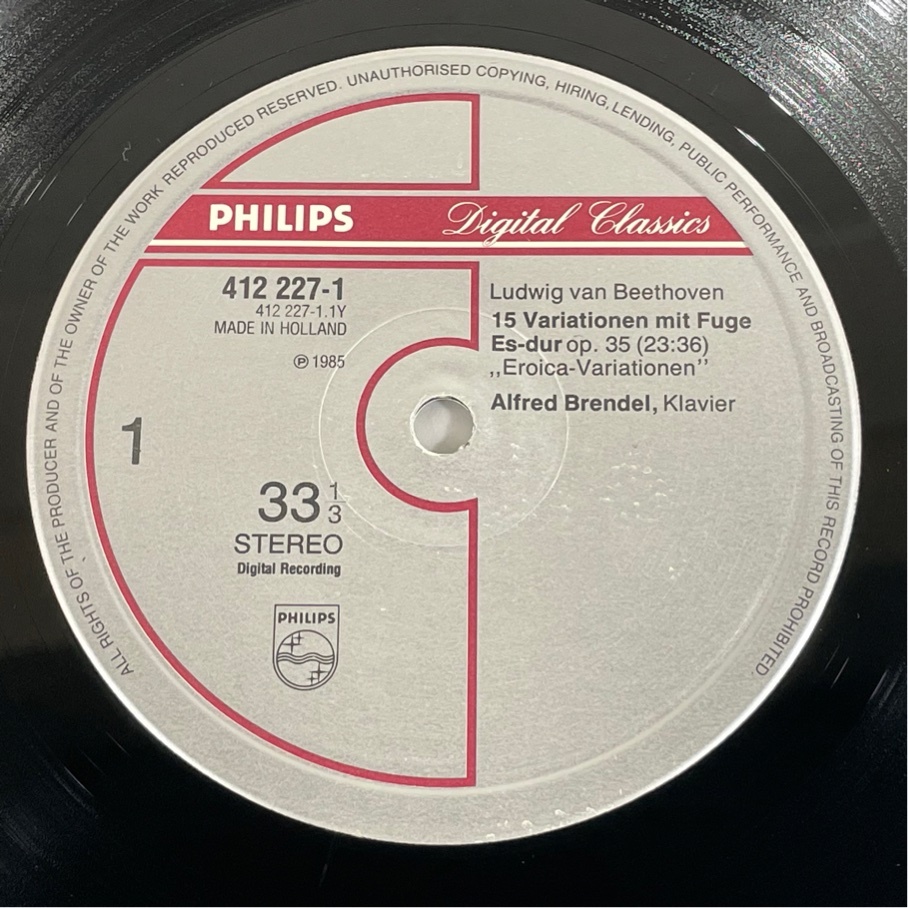 ALL RIGHTS OF THE PRODUCER AND OF THE OWNER OF THE WORK REPRODUCED RESERVED. UNAUTHORISED COPYING, HIRING, LENDING, PUBLIC PERFORMANCE AND BROADCASTING OF THIS RECORD PROHIBITED
PHILIPS
Digital Classics
412 227-1
412 227-1.1Y
MADE IN HOLLAND
℗ 1985
1
33 1/3
STEREO
Digital Recording
PHILIPS
Ludwig van Beethoven
15 Variationen mit Fuge
Es-dur op. 35 (23:36)
,,Eroica-Variationen''
Alfred Brendel, Klavier